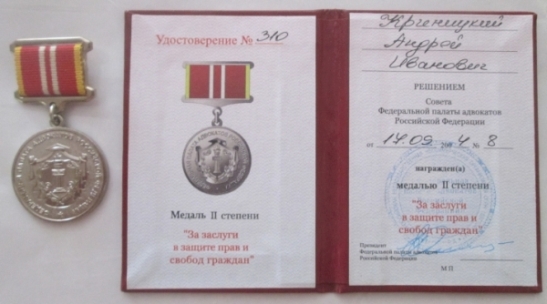 Удостоверение № 310
Медаль II степени
"За заслуги
в защите прав и
свобод граждан"
Андрей
Иванович
РЕШЕНИЕМ
Совета
Федеральной палаты адвокатов
Российской Федерации
от 17.09. 2004 № 8
награжден(а)
медалью II степени
"За заслуги
в защите прав и
свобод граждан"
Президент
Федеральной палаты адвокатов
Российской Федерации
М П